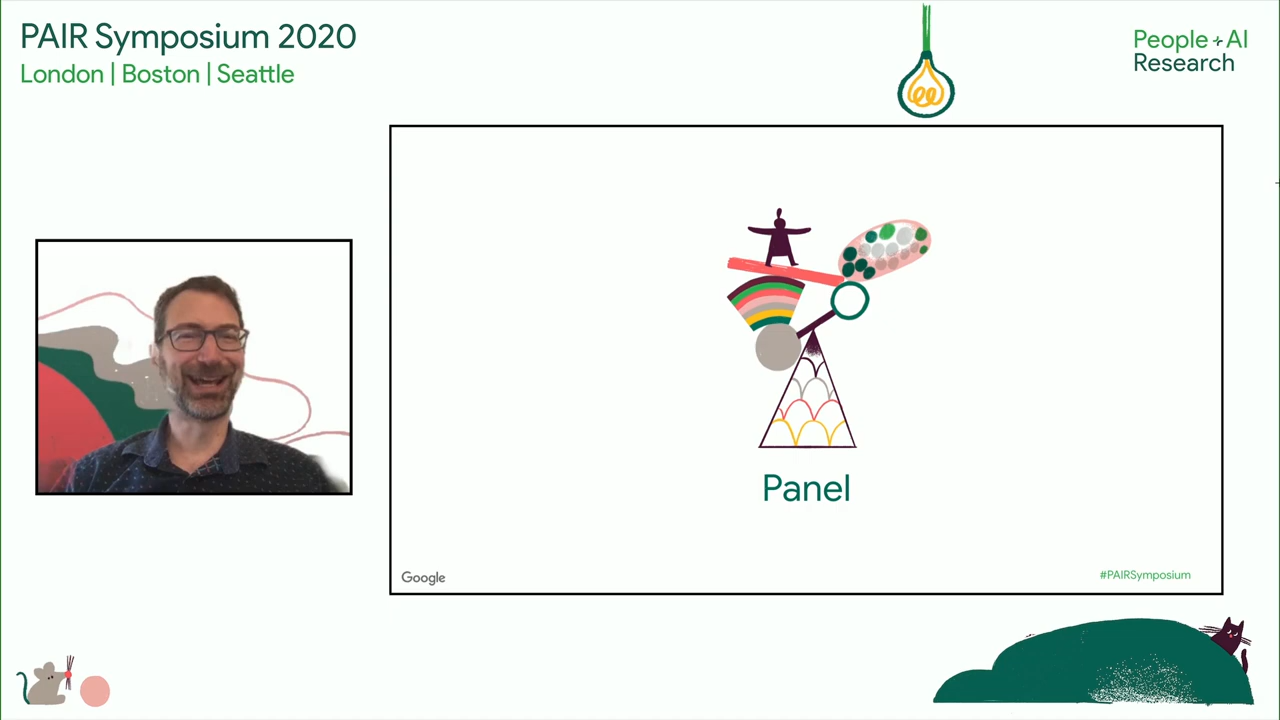 PAIR Symposium 2020
London | Boston | Seattle
People + AI
Research
Panel
Google
#PAIRSymposium